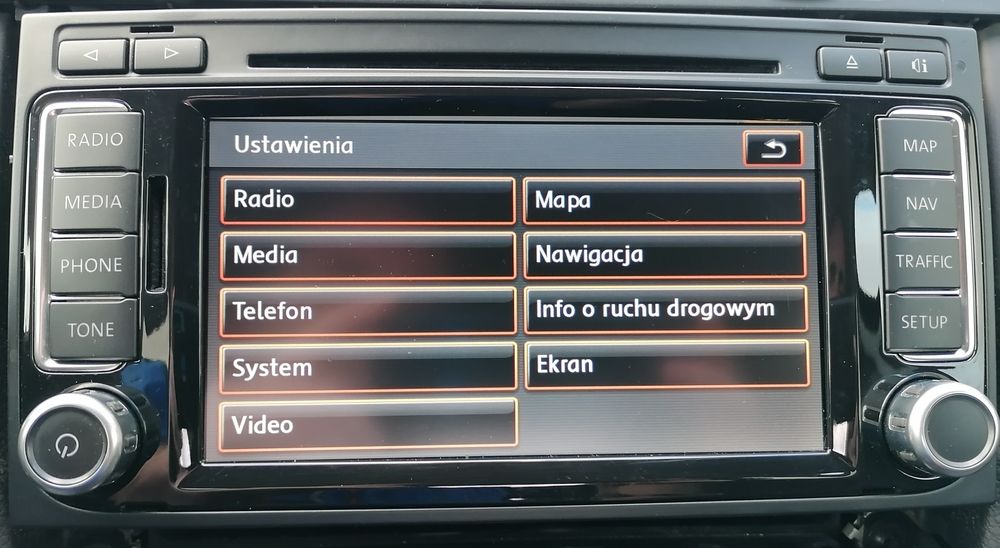 RADIO
MEDIA
PHONE
TONE
Ustawienia
Radio
Mapa
Media
Nawigacja
Telefon
Info o ruchu drogowym
System
Ekran
Video
MAP
NAV
TRAFFIC
SETUP